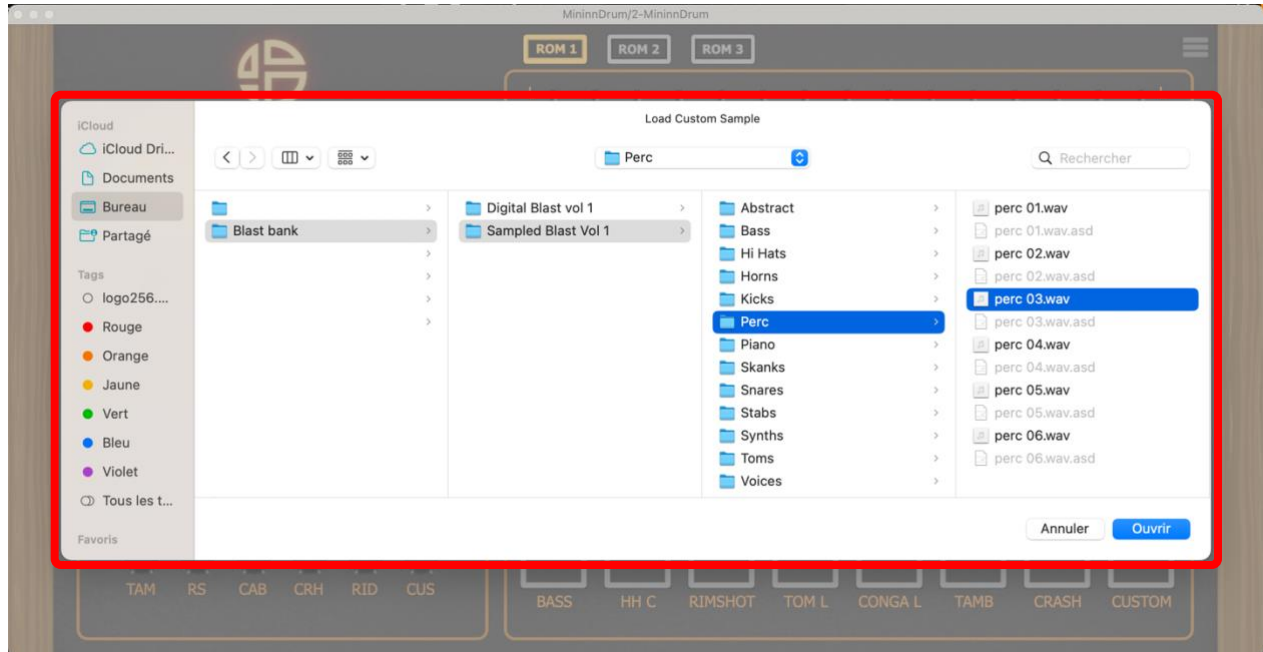 MininnDrum/2-MininnDrum
ROM 1 ROM 2 ROM 3
Load Custom Sample
iCloud
iCloud Dri...
Documents
Bureau
Partagé
Tags
logo256....
Rouge
Orange
Jaune
Vert
Bleu
Violet
Tous les t...
Favoris
Perc
Rechercher
Blast bank
Digital Blast vol 1
Sampled Blast Vol 1
Abstract
Bass
Hi Hats
Horns
Kicks
Perc
Piano
Skanks
Snares
Stabs
Synths
Toms
Voices
perc 01.wav
perc 01.wav.asd
perc 02.wav
perc 02.wav.asd
perc 03.wav
perc 03.wav.asd
perc 04.wav
perc 04.wav.asd
perc 05.wav
perc 05.wav.asd
perc 06.wav
perc 06.wav.asd
Annuler Ouvrir
TAM RS CAB CRH RID CUS
BASS HH C RIMSHOT TOM L CONGA L TAMB CRASH CUSTOM